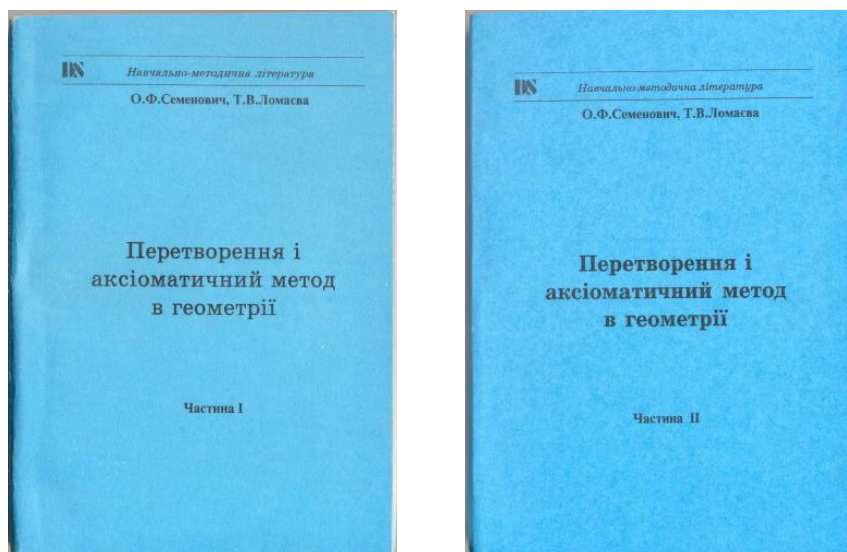 Навчально-методична література
О.Ф.Семенович, Т.В.Ломаєва
Перетворення і
аксіоматичний метод
в геометрії
Частина I
Навчально-методична література
О.Ф.Семенович, Т.В.Ломаєва
Перетворення і
аксіоматичний метод
в геометрії
Частина II